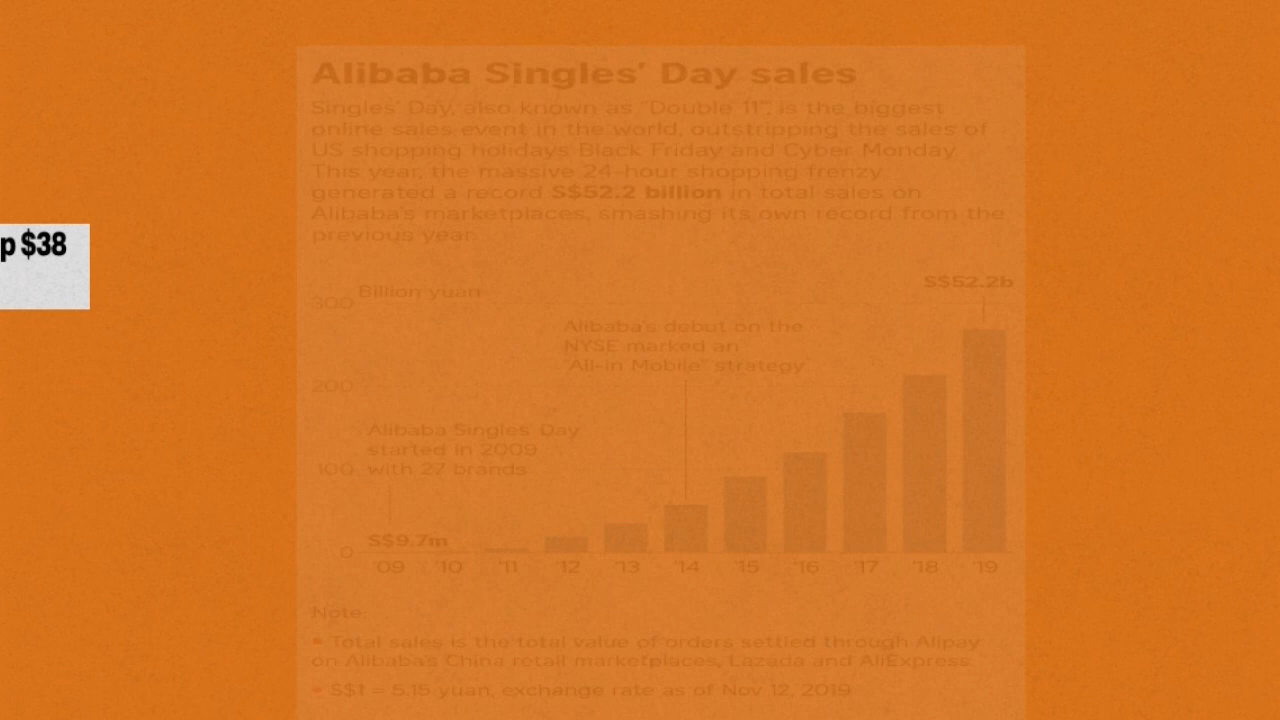 Alibaba Singles' Day sales
Singles' Day, also known as "Double 11", is the biggest
online sales event in the world, outstripping the sales of
US shopping holidays Black Friday and Cyber Monday.
This year, the massive 24-hour shopping frenzy
generated a record S$52.2 billion in total sales on
Alibaba's marketplaces, smashing its own record from the
previous year.
p $38
S$52.2b
Billion yuan
300
Alibaba's debut on the
NYSE marked an
"All-in Mobile" strategy
200
Alibaba Singles' Day
started in 2009
100 with 27 brands
S$9.7m
0
'09 '10 '11 '12 '13 '14 '15 '16 '17 '18 '19
Note:
• Total sales is the total value of orders settled through Alipay
on Alibaba's China retail marketplaces, Lazada and AliExpress
• S$1 = 5.15 yuan, exchange rate as of Nov 12, 2019